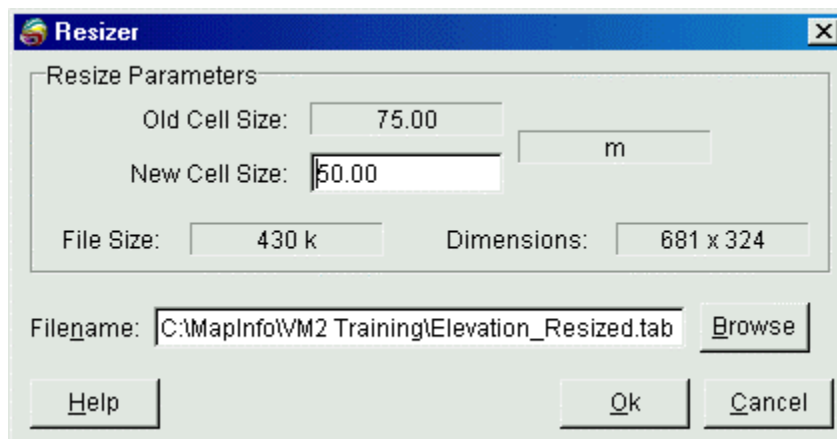 Resizer
Resize Parameters
Old Cell Size: 75.00
m
New Cell Size: 50.00
File Size: 430 k Dimensions: 681 x 324
Filename: C:\MapInfo\VM2 Training\Elevation_Resized.tab Browse
Help Ok Cancel